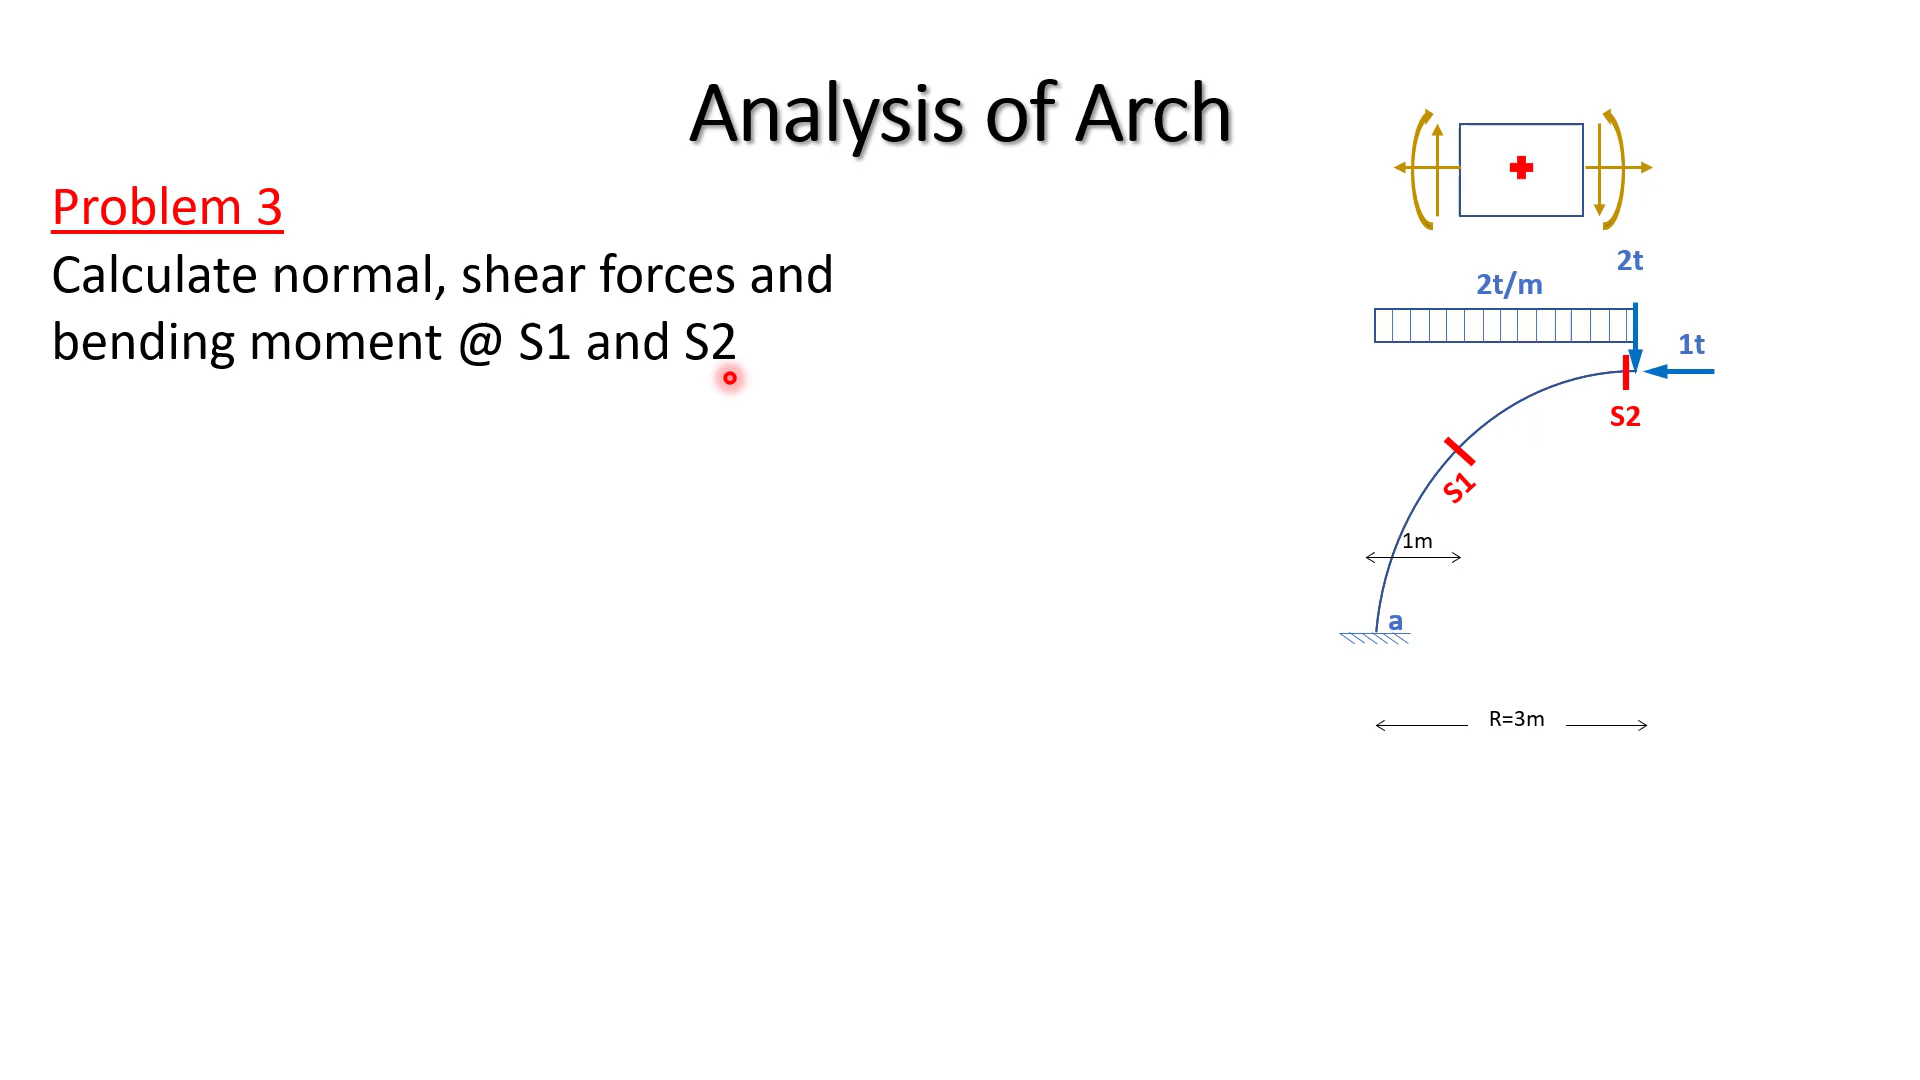 Analysis of Arch
Problem 3
Calculate normal, shear forces and
bending moment @ S1 and S2
2t
2t/m
1t
S2
S1
1m
a
R=3m